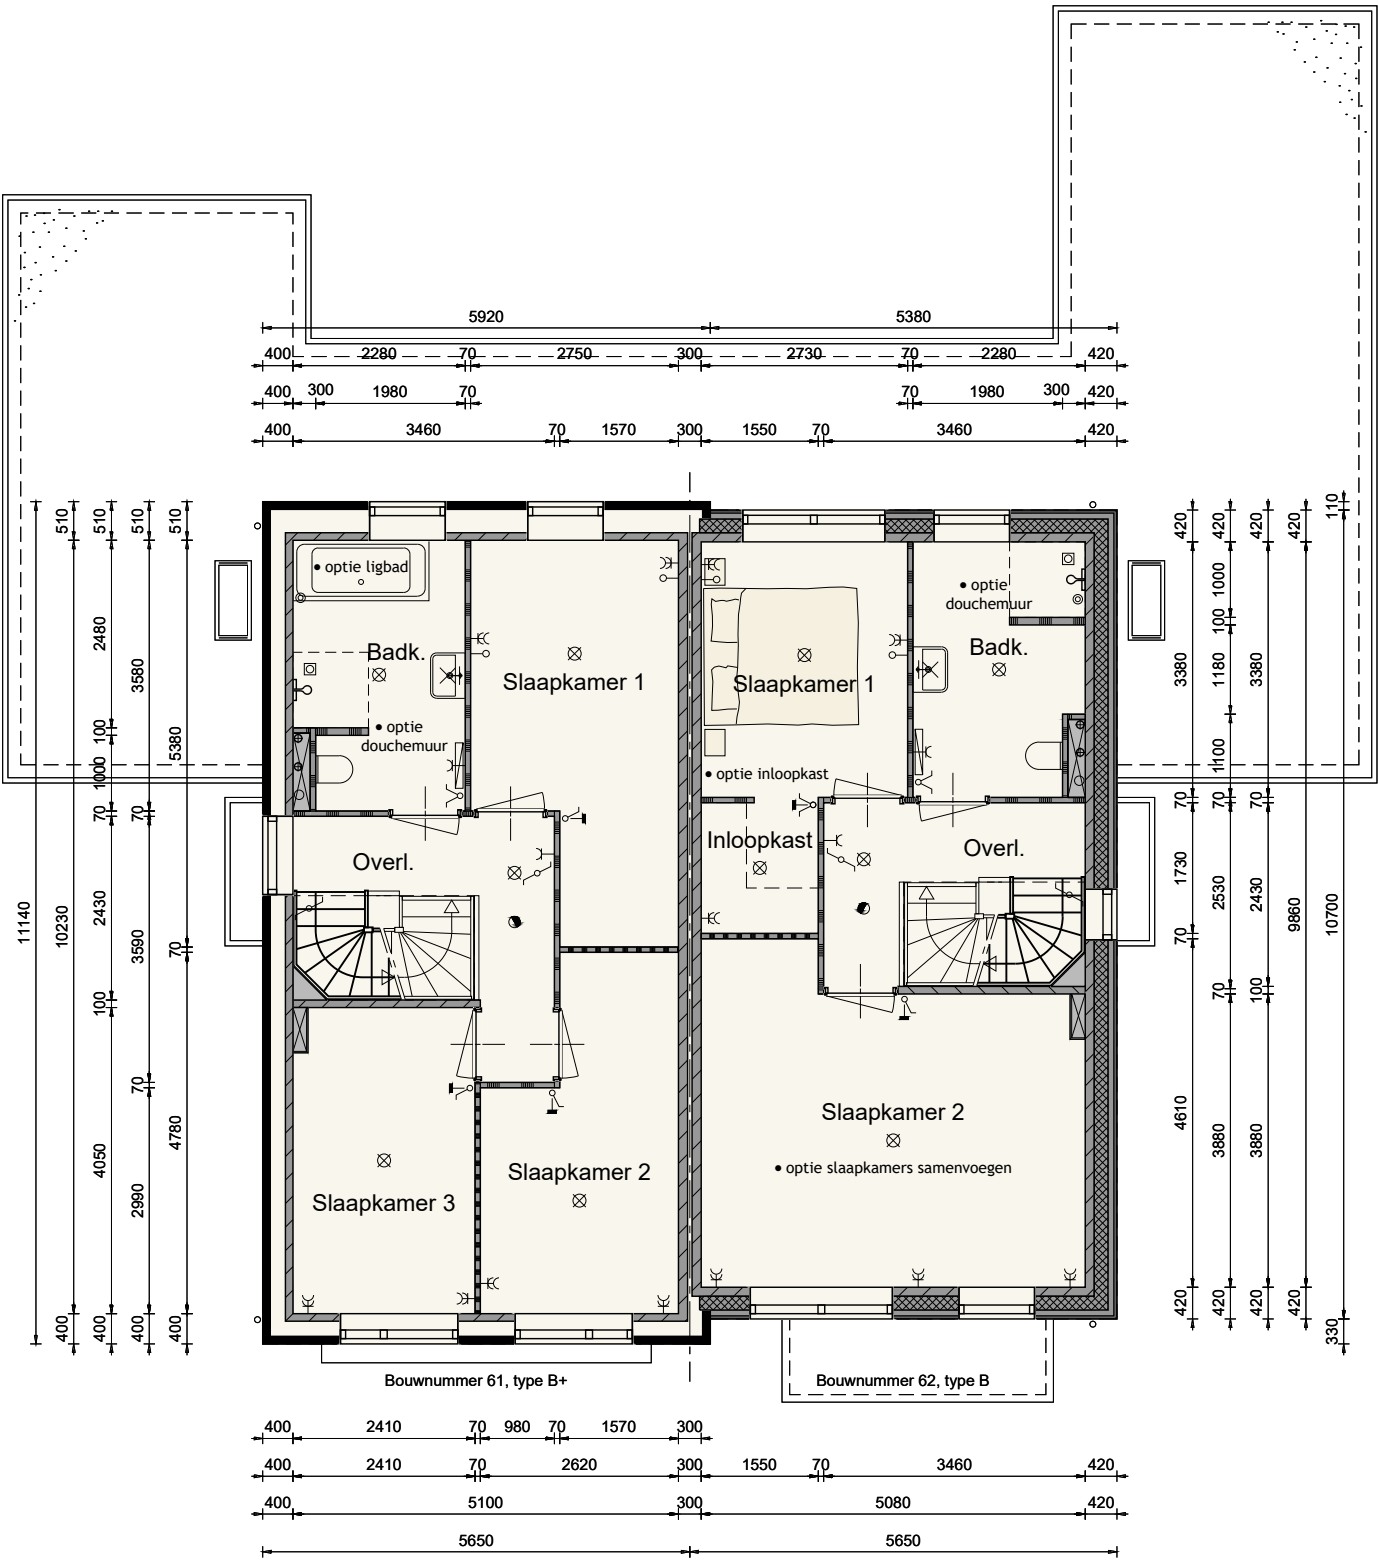 5920 5380
400 2280 70 2750 300 2730 70 2280 420
400 300 1980 70 70 1980 300 420
400 3460 70 1570 300 1550 70 3460 420
510 510 510 510 420 420 420 420 110
• optie ligbad
• optie
douchemuur
Badk.
Badk.
Slaapkamer 1
Slaapkamer 1
• optie
douchemuur
• optie inloopkast
Inloopkast
Overl.
Overl.
11140
10230
2480 100 1000 70 2430 100 4050
3580 70 3590 70 2990
5380 70 4780
400 400 400 400
3380 70 1730 70 4610 420
1000 100 1180 1100 70 2530 70 3880 420
3380 70 2430 100 3880 420
9860 420
10700 330
Slaapkamer 2
• optie slaapkamers samenvoegen
Slaapkamer 2
Slaapkamer 3
Bouwnummer 61, type B+ Bouwnummer 62, type B
400 2410 70 980 70 1570 300
400 2410 70 2620 300 1550 70 3460 420
400 5100 300 5080 420
5650 5650